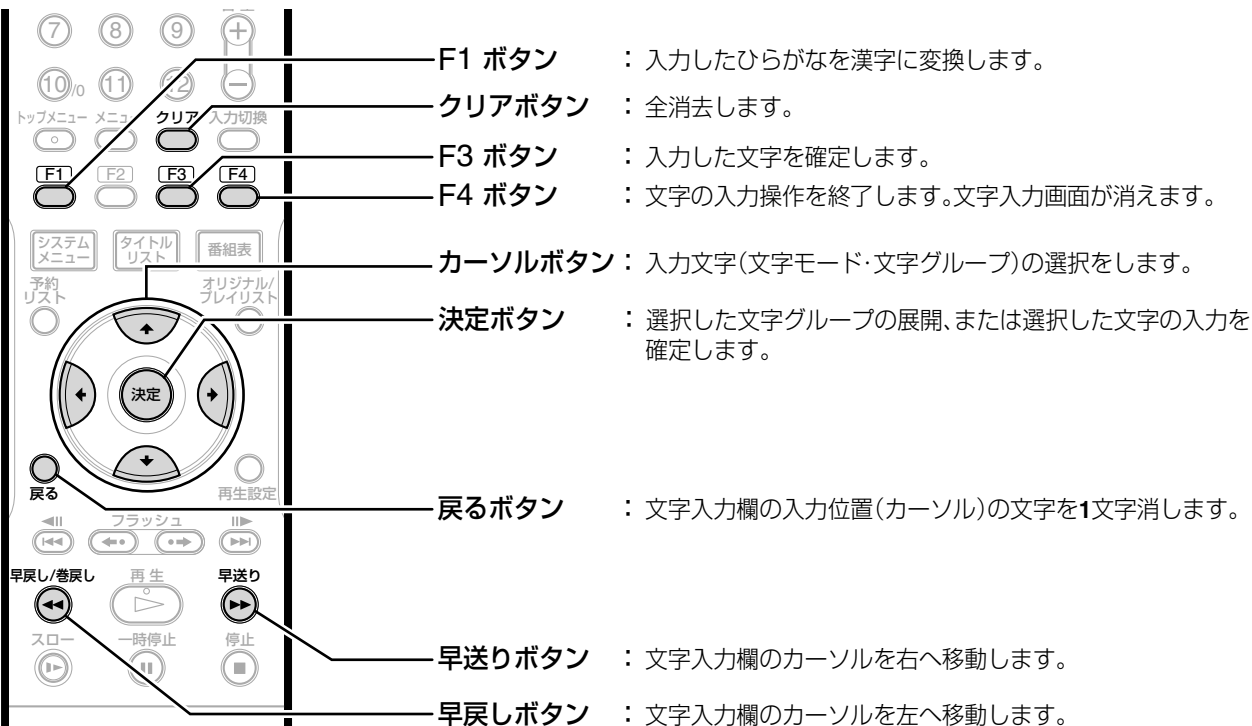 7 8 9 +
10/0 11 12 −
トップメニュー メニュー クリア 入力切換
F1 F2 F3 F4
システム
メニュー
タイトル
リスト
番組表
予約
リスト
オリジナル/
プレイリスト
決定
戻る
再生設定
フラッシュ
早戻し/巻戻し 再生 早送り
スロー 一時停止 停止
F1 ボタン : 入力したひらがなを漢字に変換します。
クリアボタン : 全消去します。
F3 ボタン : 入力した文字を確定します。
F4 ボタン : 文字の入力操作を終了します。文字入力画面が消えます。
カーソルボタン : 入力文字(文字モード・文字グループ)の選択をします。
決定ボタン : 選択した文字グループの展開、または選択した文字の入力を
確定します。
戻るボタン : 文字入力欄の入力位置(カーソル)の文字を1文字消します。
早送りボタン : 文字入力欄のカーソルを右へ移動します。
早戻しボタン : 文字入力欄のカーソルを左へ移動します。